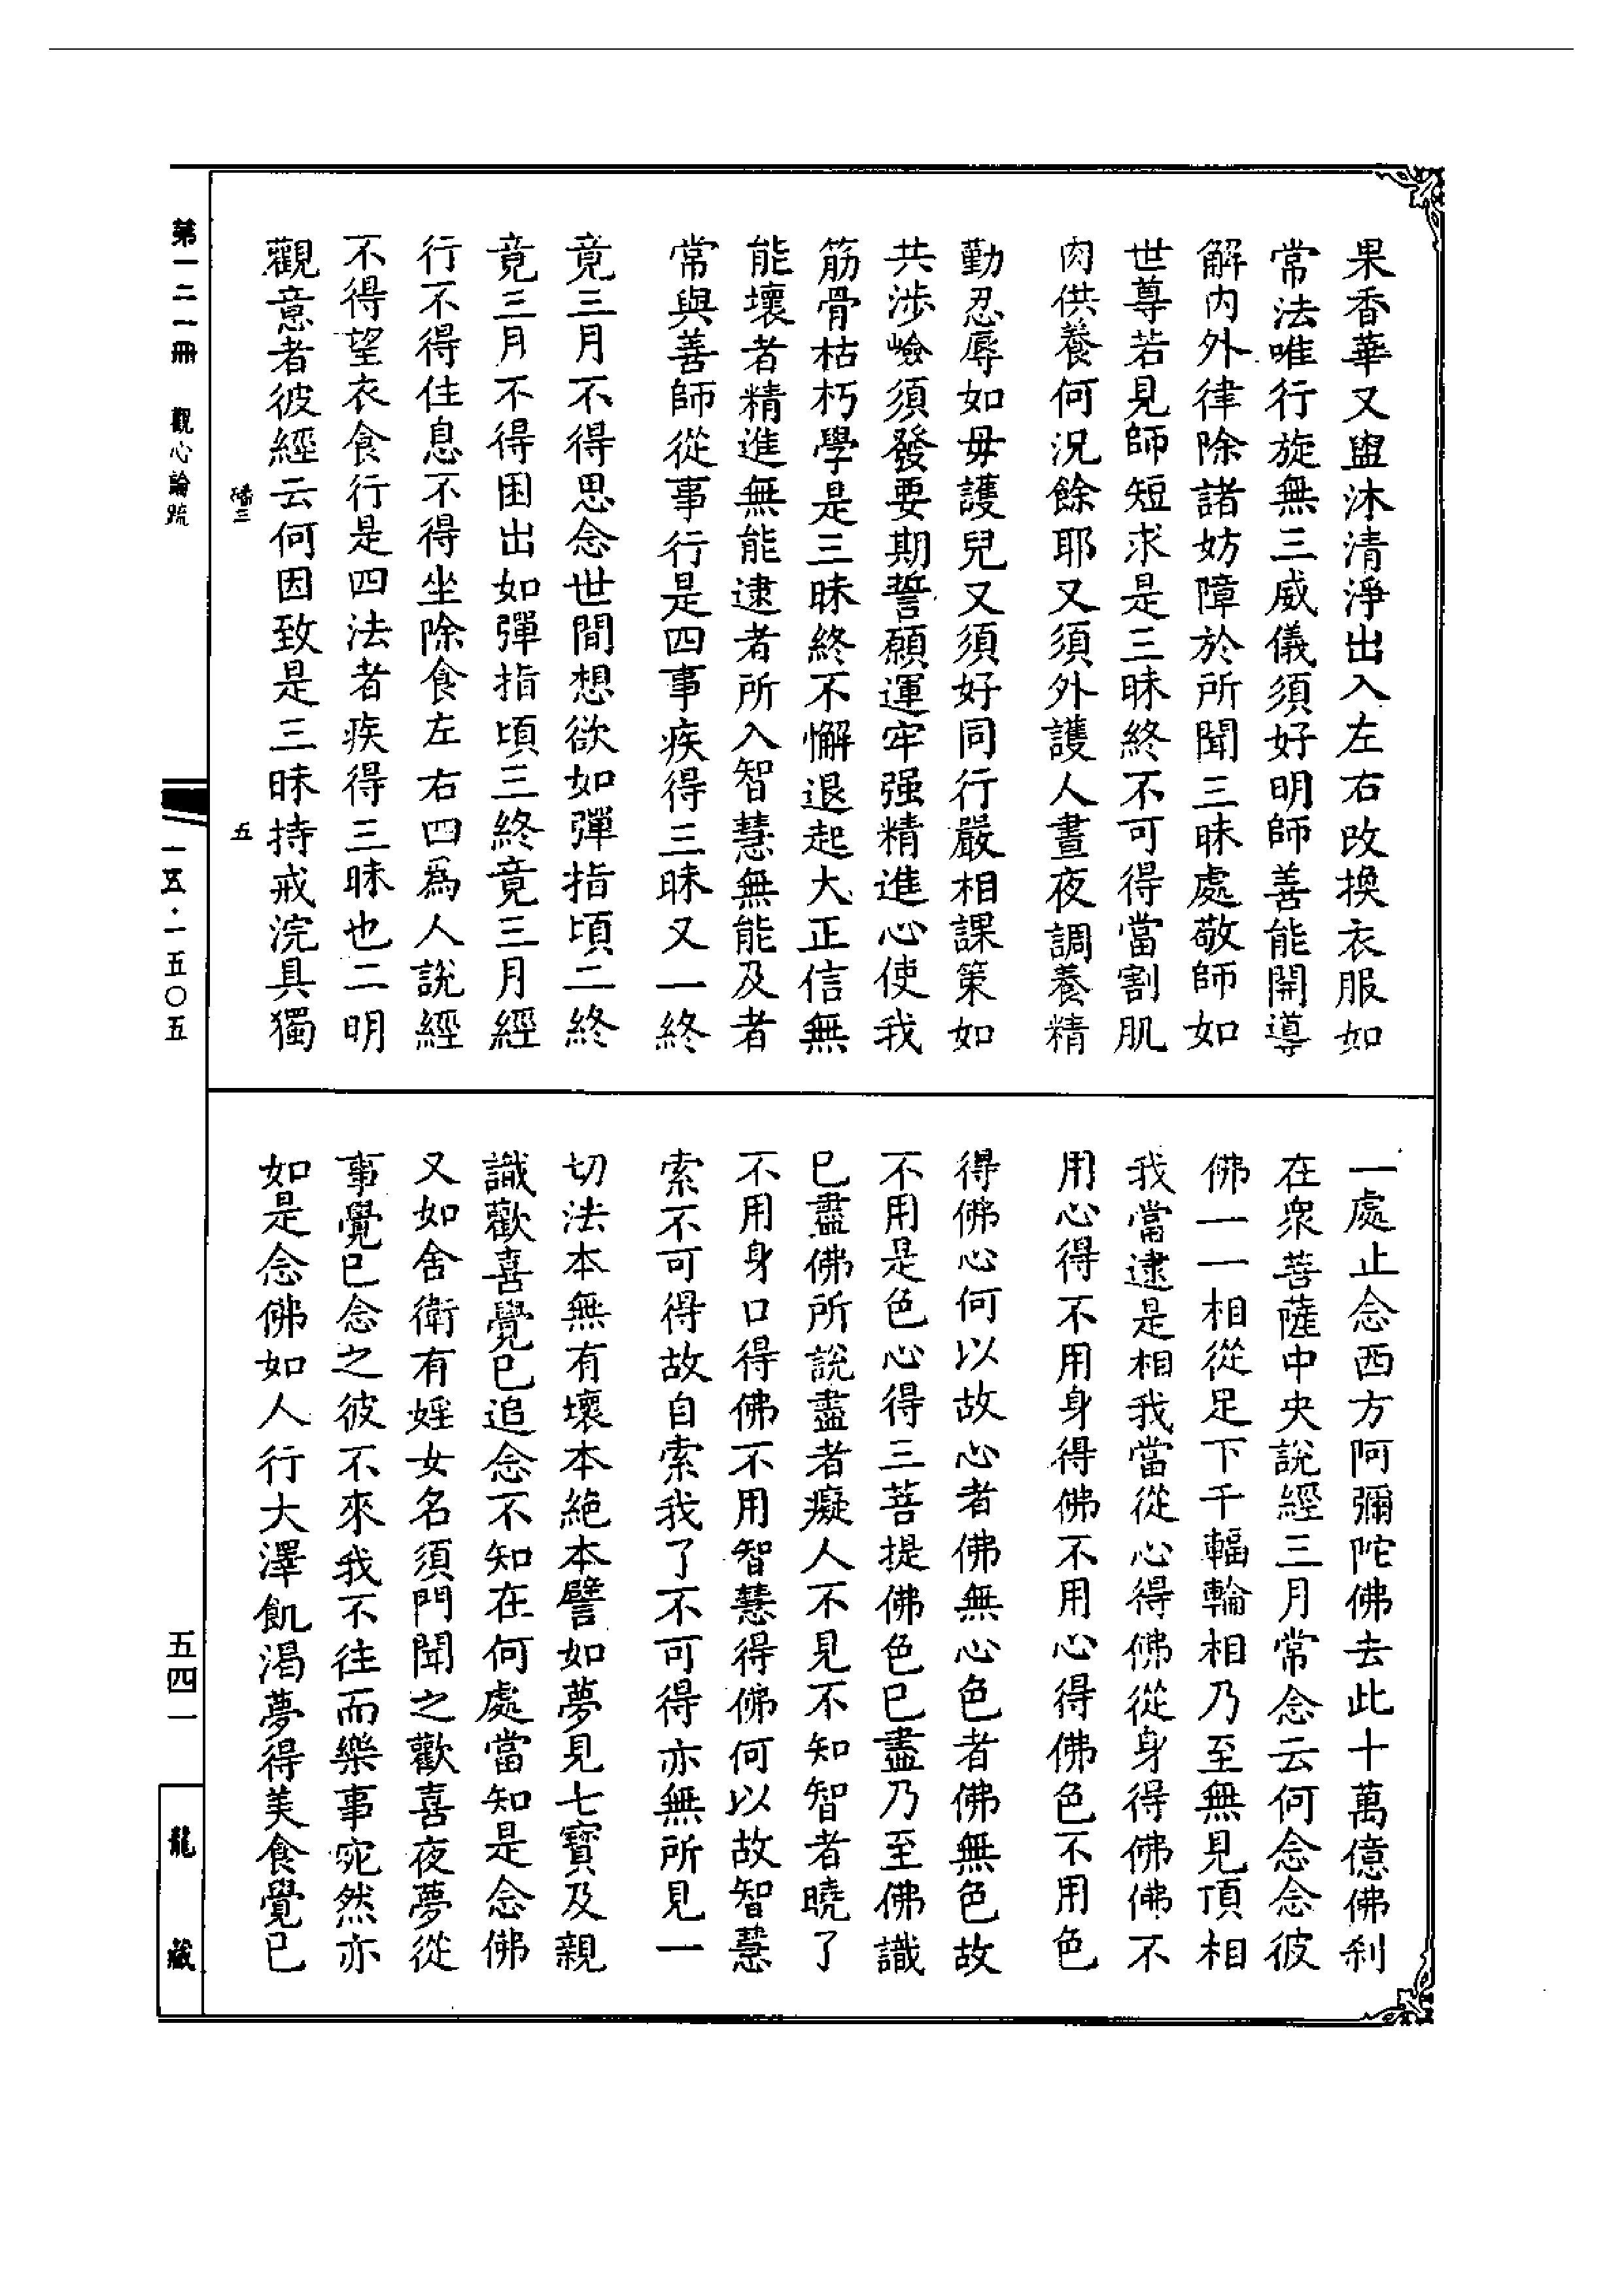 果香華又盥沐清淨出入左右改換衣服如
常法唯行旋無三威儀須好明師善能開導
解內外律除諸妨障於所聞三昧處敬師如
世尊若見師短求是三昧終不可得當割肌
肉供養何況餘耶又須外護人晝夜調養精
勤忍辱如毋護兒又須好同行嚴相課策如
共涉嶮須發要期誓願運牢强精進心使我
筋骨枯朽學是三昧終不懈退起大正信無
能壞者精進無能逮者所入智慧無能及者
常與善師從事行是四事疾得三昧又一終
竟三月不得思念世間想欲如彈指頃二終
竟三月不得困出如彈指頃三終竟三月經
行不得住息不得坐除食左右四爲人說經
不得望衣食行是四法者疾得三昧也二明
觀意者彼經云何因致是三昧持戒浣具獨
一處止念西方阿彌陀佛去此十萬億佛刹
在衆菩薩中央說經三月常念云何念念彼
佛一一相從足下千輻輪相乃至無見頂相
我當逮是相我當從心得佛從身得佛佛不
用心得不用身得佛不用心得佛色不用色
得佛心何以故心者佛無心色者佛無色故
不用是色心得三菩提佛色已盡乃至佛識
已盡佛所說盡者癡人不見不知智者曉了
不用身口得佛不用智慧得佛何以故智慧
索不可得故自索我了不可得亦無所見一
切法本無有壞本絕本譬如夢見七寶及親
識歡喜覺已追念不知在何處當知是念佛
又如舍衛有婬女名須門聞之歡喜夜夢從
事覺已念之彼不來我不往而樂事宛然亦
如是念佛如人行大澤飢渴夢得美食覺已
磻三
五
第一二一冊 觀心論疏
一五·一五〇五
五四一
龍藏